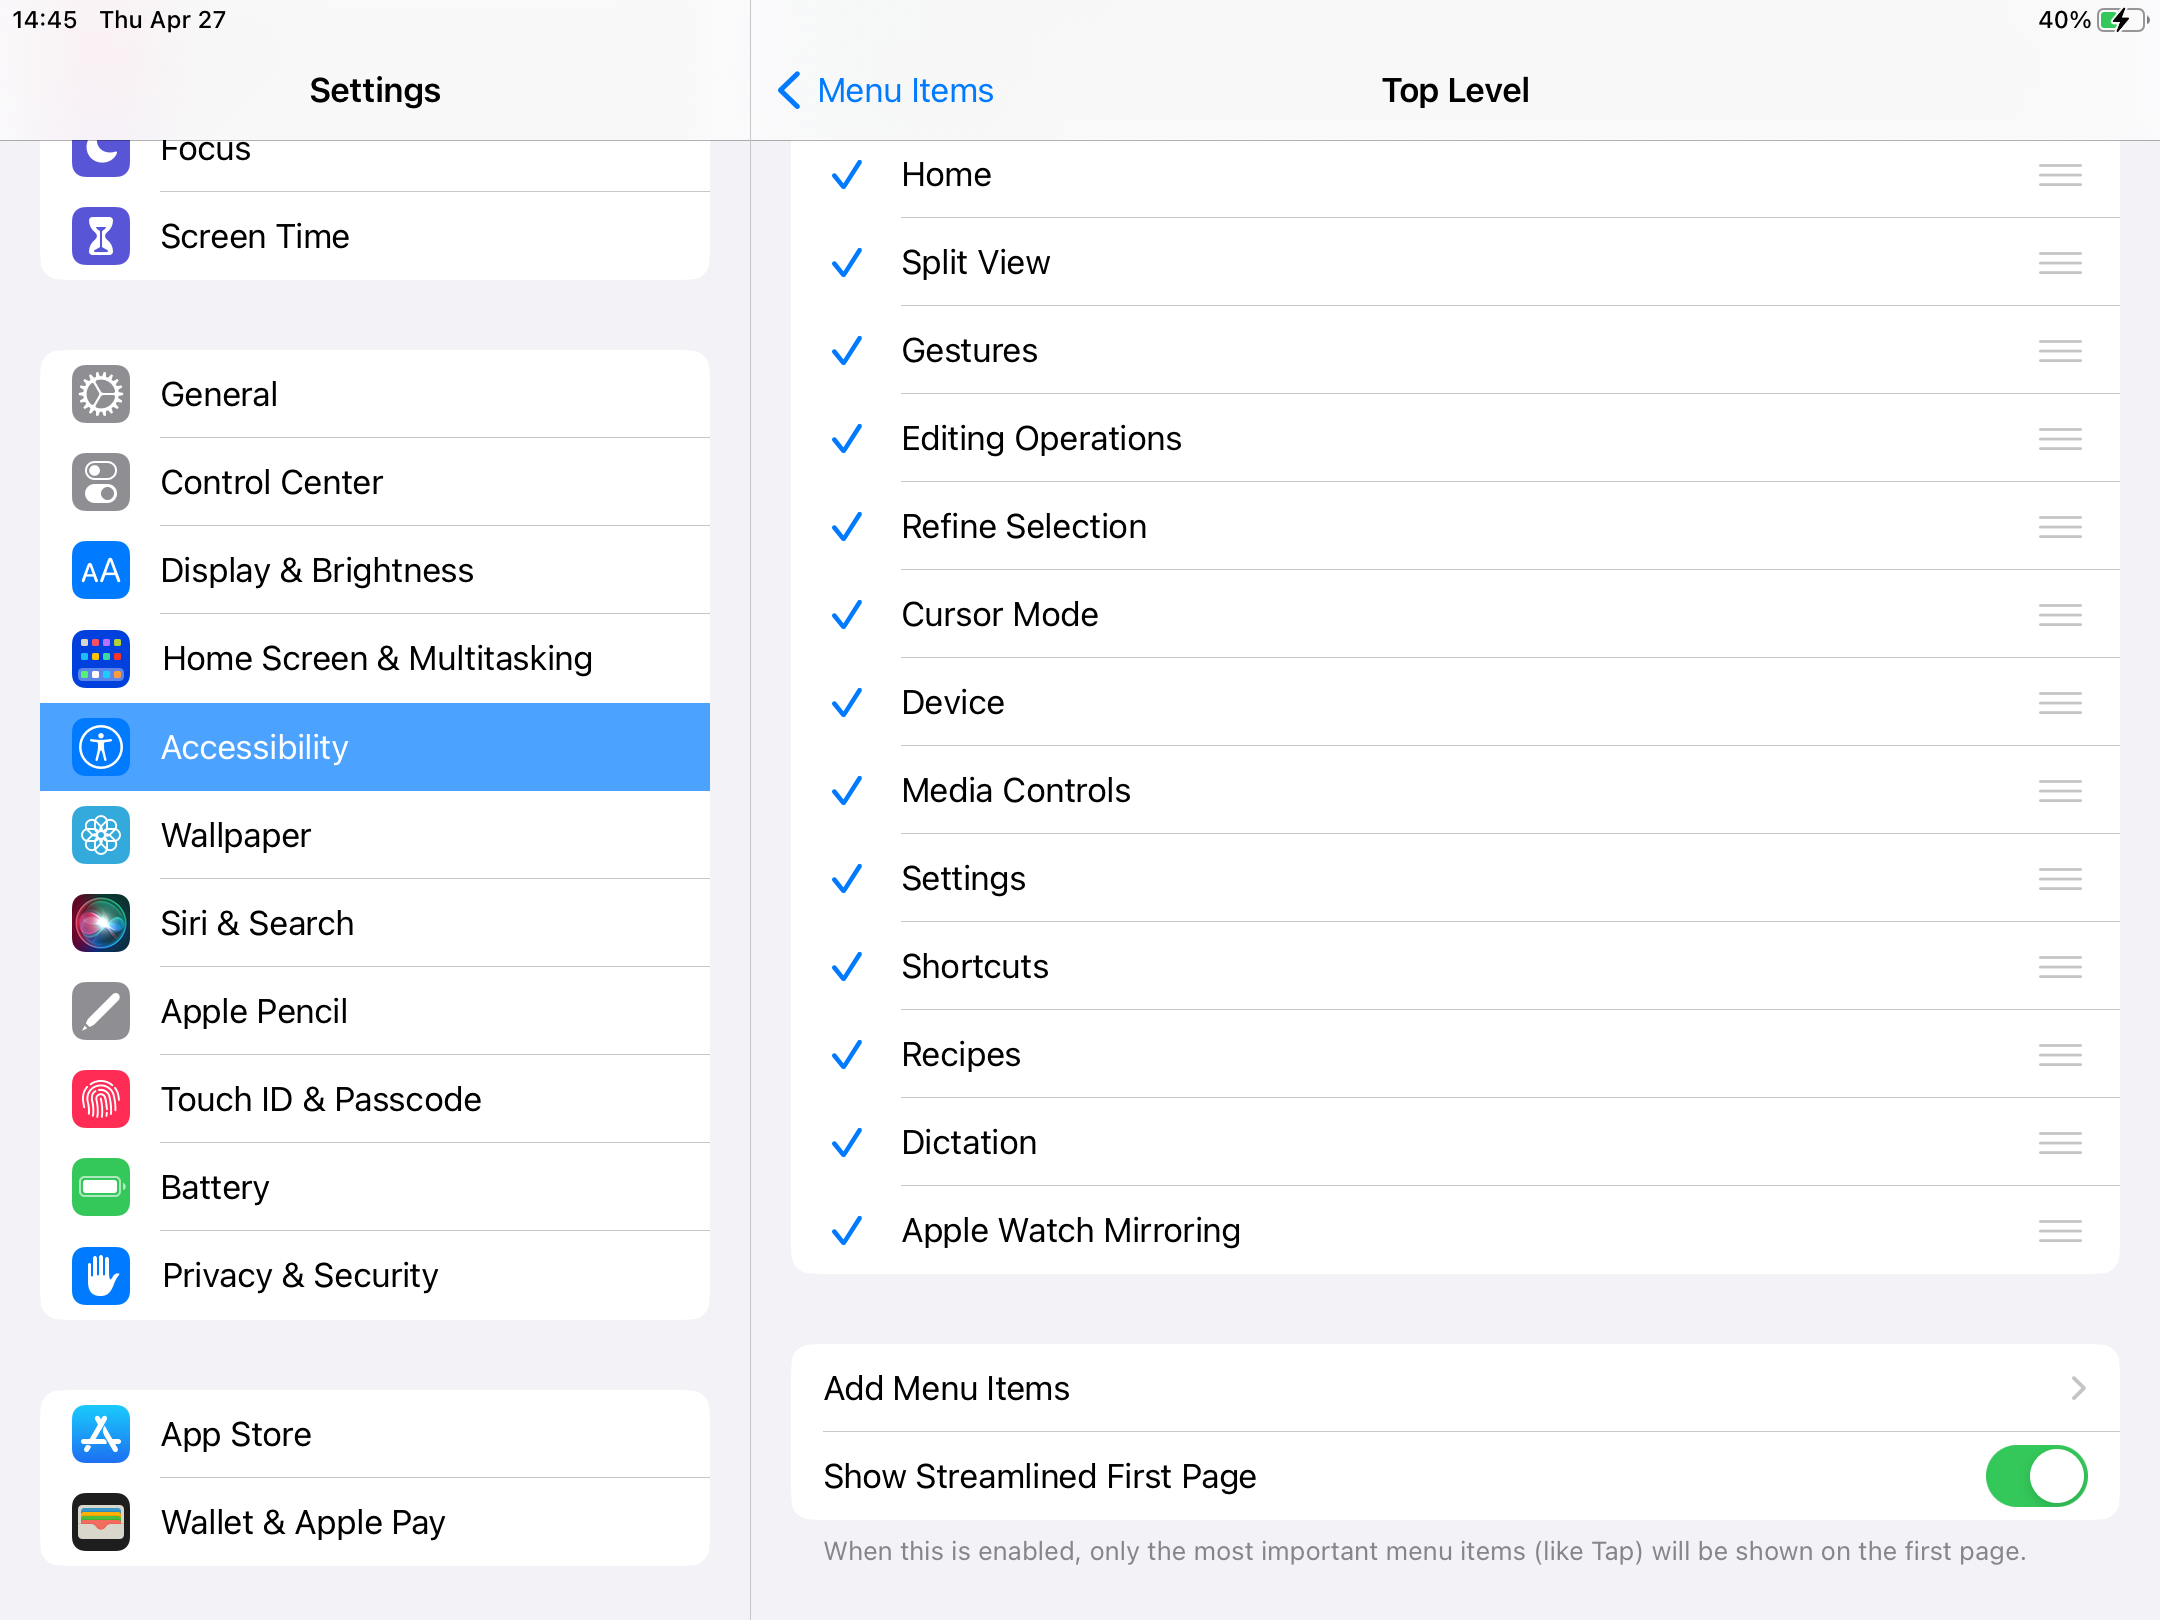 14:45 Thu Apr 27
40%
Settings
Focus
Screen Time
General
Control Center
AA
Display & Brightness
Home Screen & Multitasking
Accessibility
Wallpaper
Siri & Search
Apple Pencil
Touch ID & Passcode
Battery
Privacy & Security
App Store
Wallet & Apple Pay
Menu Items
Top Level
Home
Split View
Gestures
Editing Operations
Refine Selection
Cursor Mode
Device
Media Controls
Settings
Shortcuts
Recipes
Dictation
Apple Watch Mirroring
Add Menu Items
Show Streamlined First Page
When this is enabled, only the most important menu items (like Tap) will be shown on the first page.